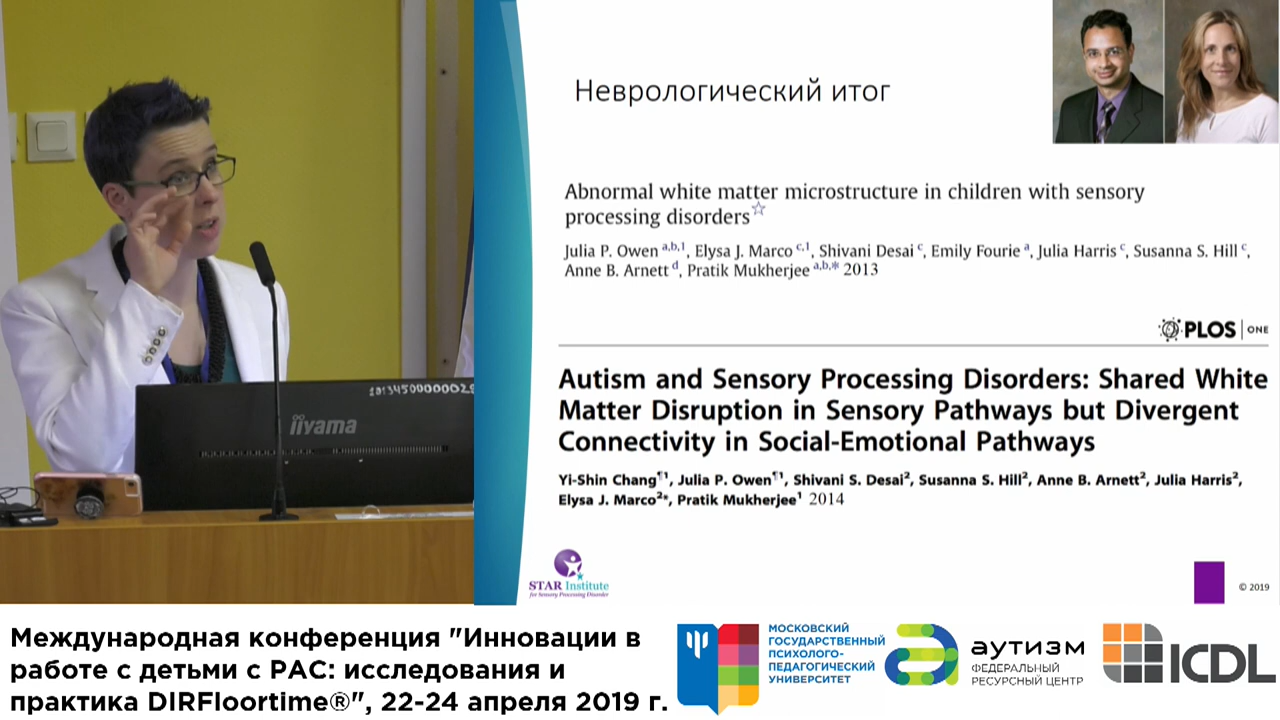 Неврологический итог
Abnormal white matter microstructure in children with sensory
processing disorders☆
Julia P. Owen a,b,1, Elysa J. Marco c,1, Shivani Desai c, Emily Fourie a, Julia Harris c, Susanna S. Hill c,
Anne B. Arnett d, Pratik Mukherjee a,b,* 2013
PLOS | ONE
Autism and Sensory Processing Disorders: Shared White
Matter Disruption in Sensory Pathways but Divergent
Connectivity in Social-Emotional Pathways
Yi-Shin Chang¶1, Julia P. Owen¶1, Shivani S. Desai2, Susanna S. Hill2, Anne B. Arnett2, Julia Harris2,
Elysa J. Marco2*, Pratik Mukherjee1 2014
STAR Institute
for Sensory Processing Disorder
© 2019
iiyama
Международная конференция "Инновации в
работе с детьми с РАС: исследования и
практика DIRFloortime®", 22-24 апреля 2019 г.
МОСКОВСКИЙ
ГОСУДАРСТВЕННЫЙ
ПСИХОЛОГО-
ПЕДАГОГИЧЕСКИЙ
УНИВЕРСИТЕТ
аутизм
ФЕДЕРАЛЬНЫЙ
РЕСУРСНЫЙ ЦЕНТР
ICDL